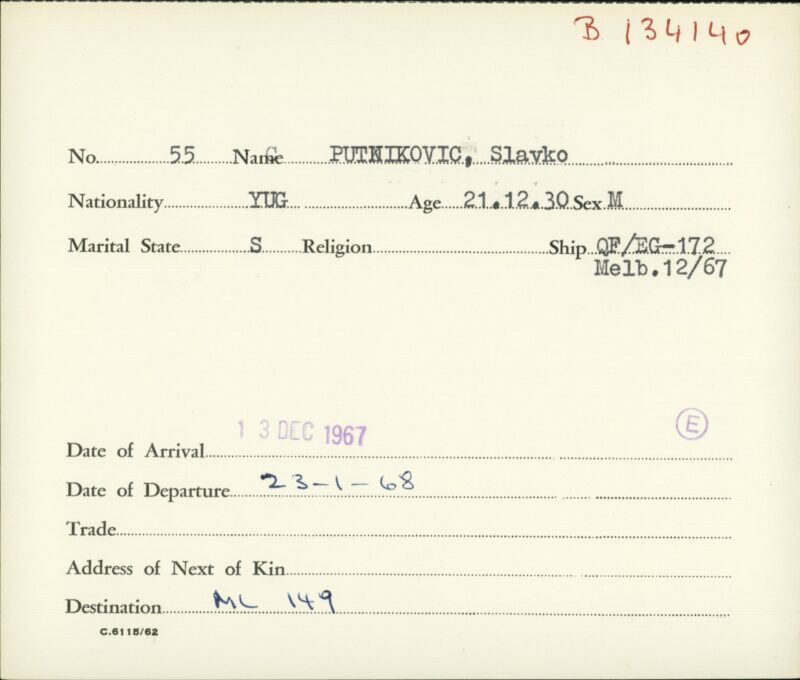 B 134140
No. 55 Name PUTNIKOVIC, Slavko
Nationality YUG Age 21.12.30 Sex M
Marital State S Religion Ship QF/EG-172
Melb.12/67
13 DEC 1967
E
Date of Arrival
Date of Departure 23-1-68
Trade
Address of Next of Kin
Destination ML 149
C.6115/62